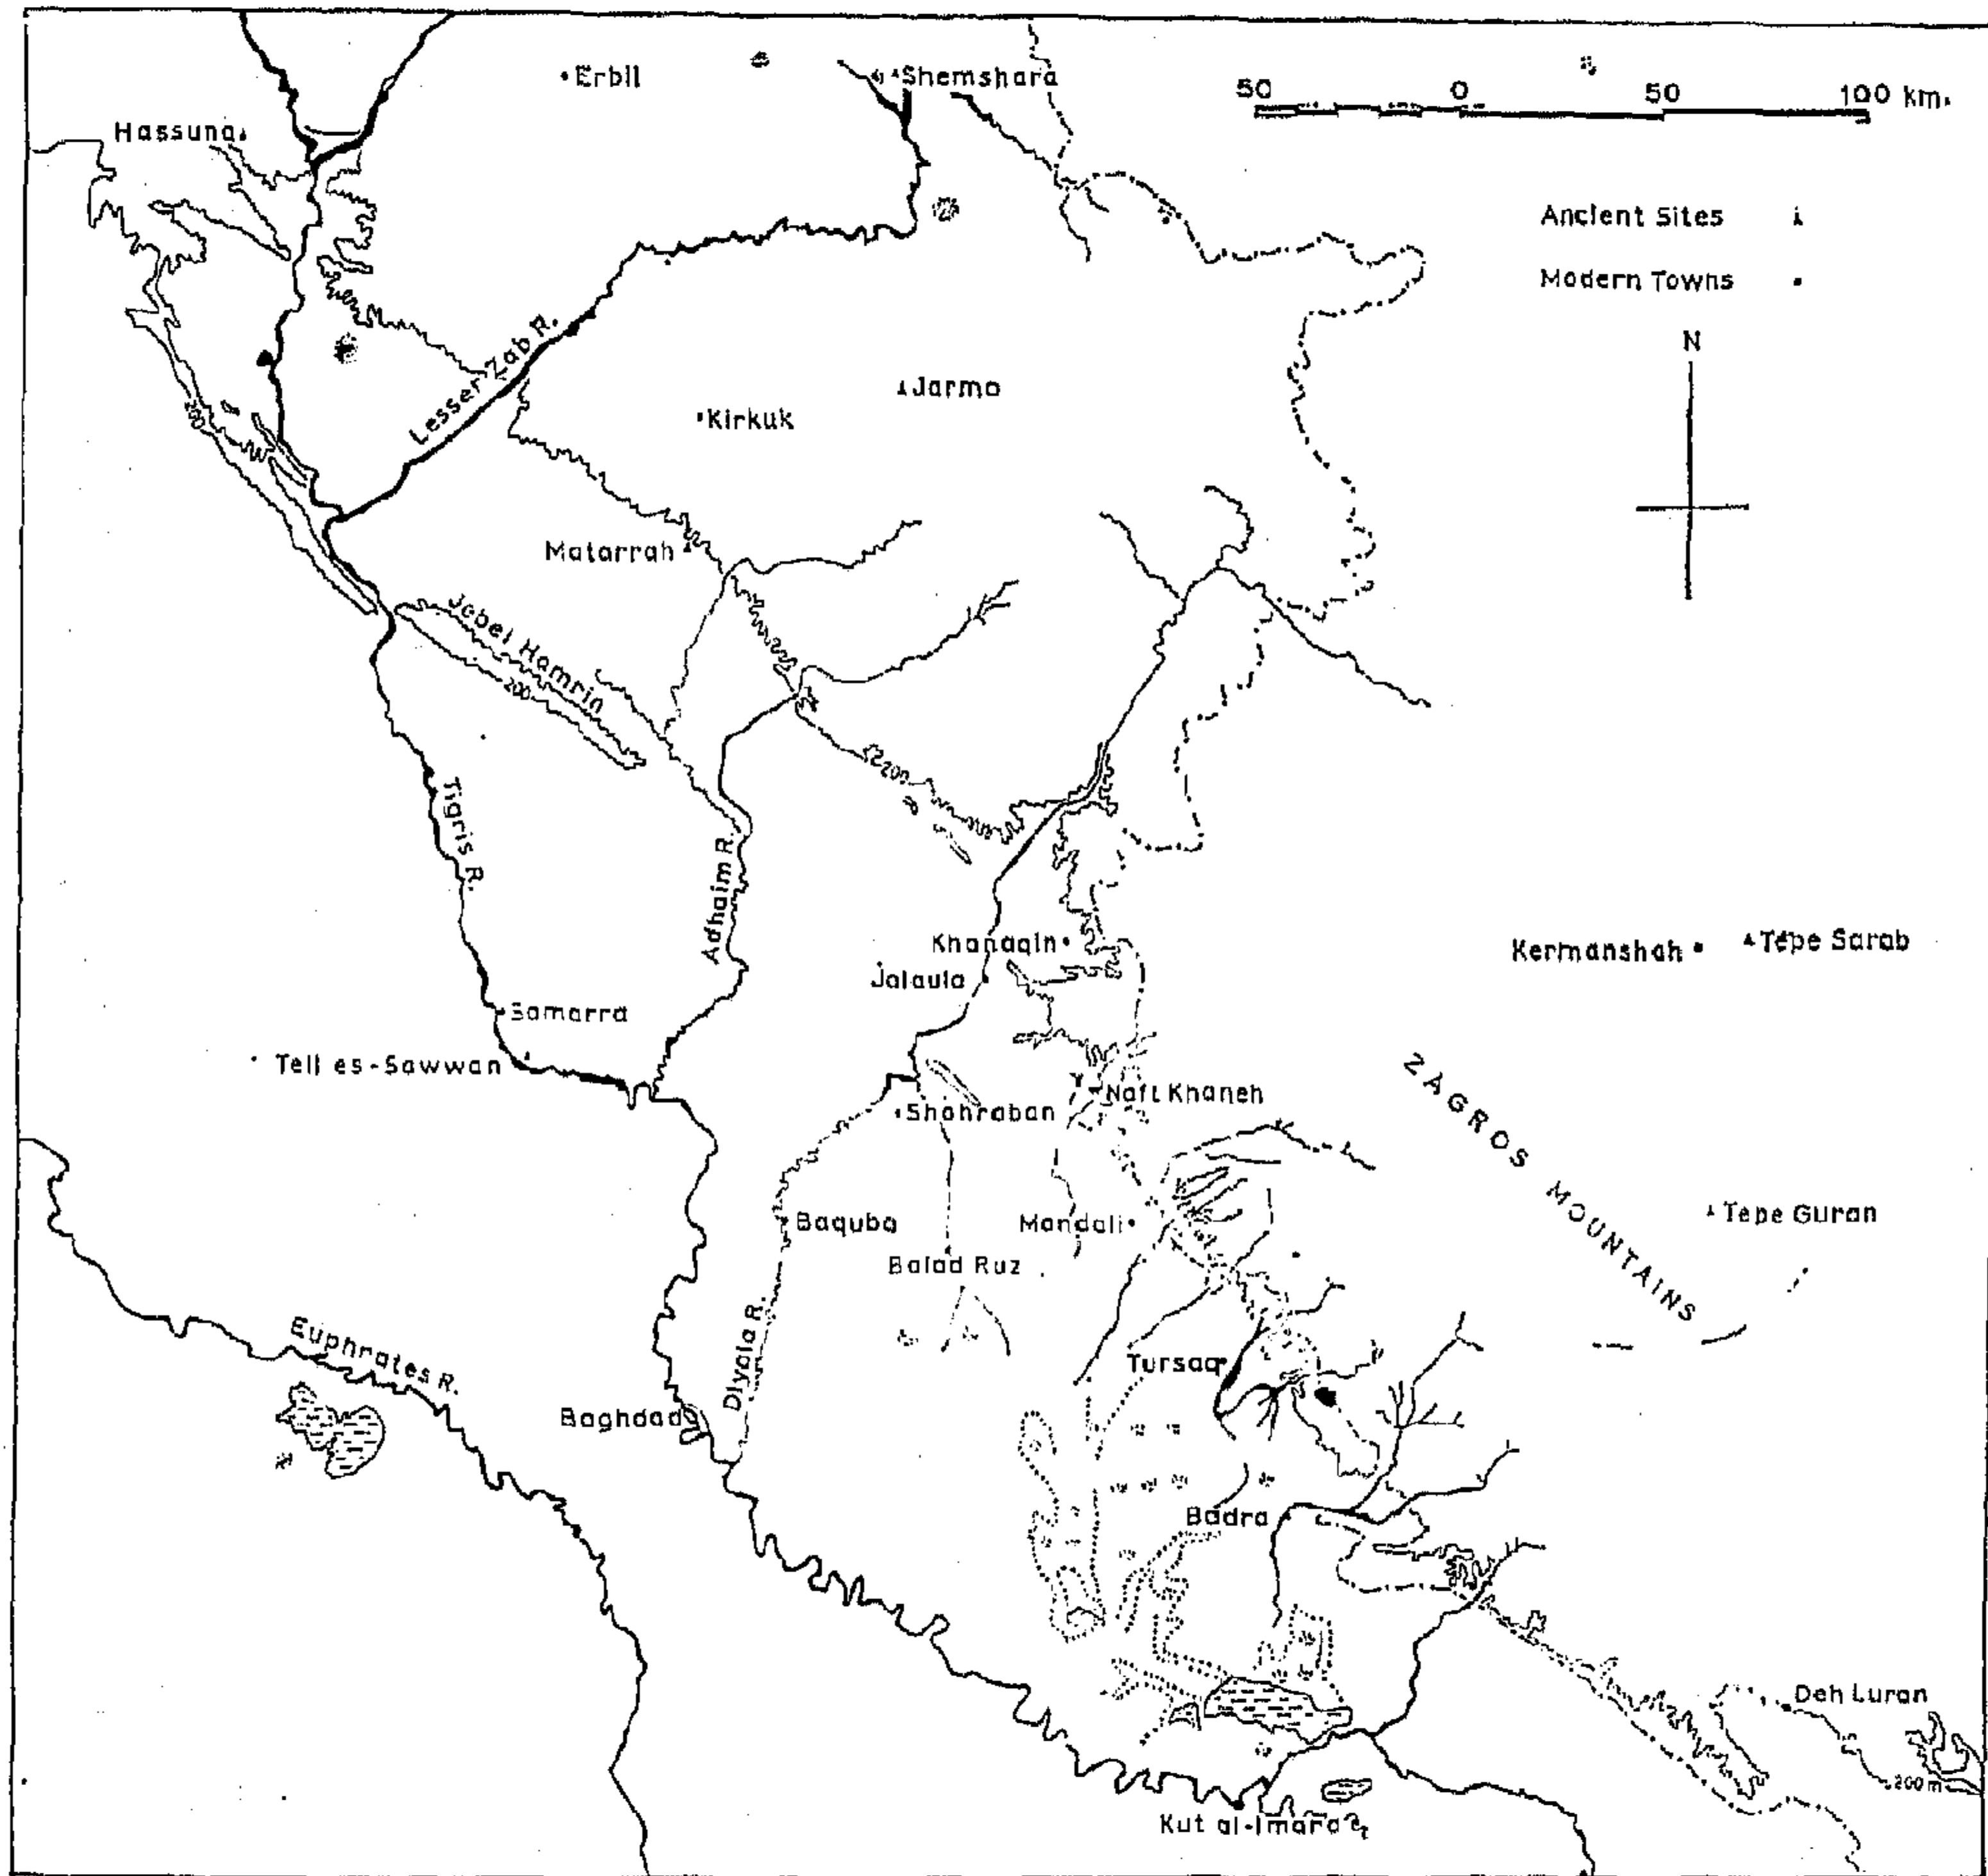 Erbil
Shemshara
50 0 50 100 km.
Hassuna
Ancient Sites
Modern Towns
N
Lesser Zab R.
Jarmo
Kirkuk
200
Matarrah
Jebel Hamrin
200
200
Tigris R.
Adhaim R.
Khanaqin
Jalaula
Kermanshah
Tepe Sarab
Samarra
Tell es-Sawwan
Naft Khaneh
Shahraban
ZAGROS MOUNTAINS
Tepe Guran
Baquba
Mandali
Balad Ruz
Diyala R.
Euphrates R.
Tursaq
Baghdad
Badra
Deh Luran
200 m
Kut al-Imara